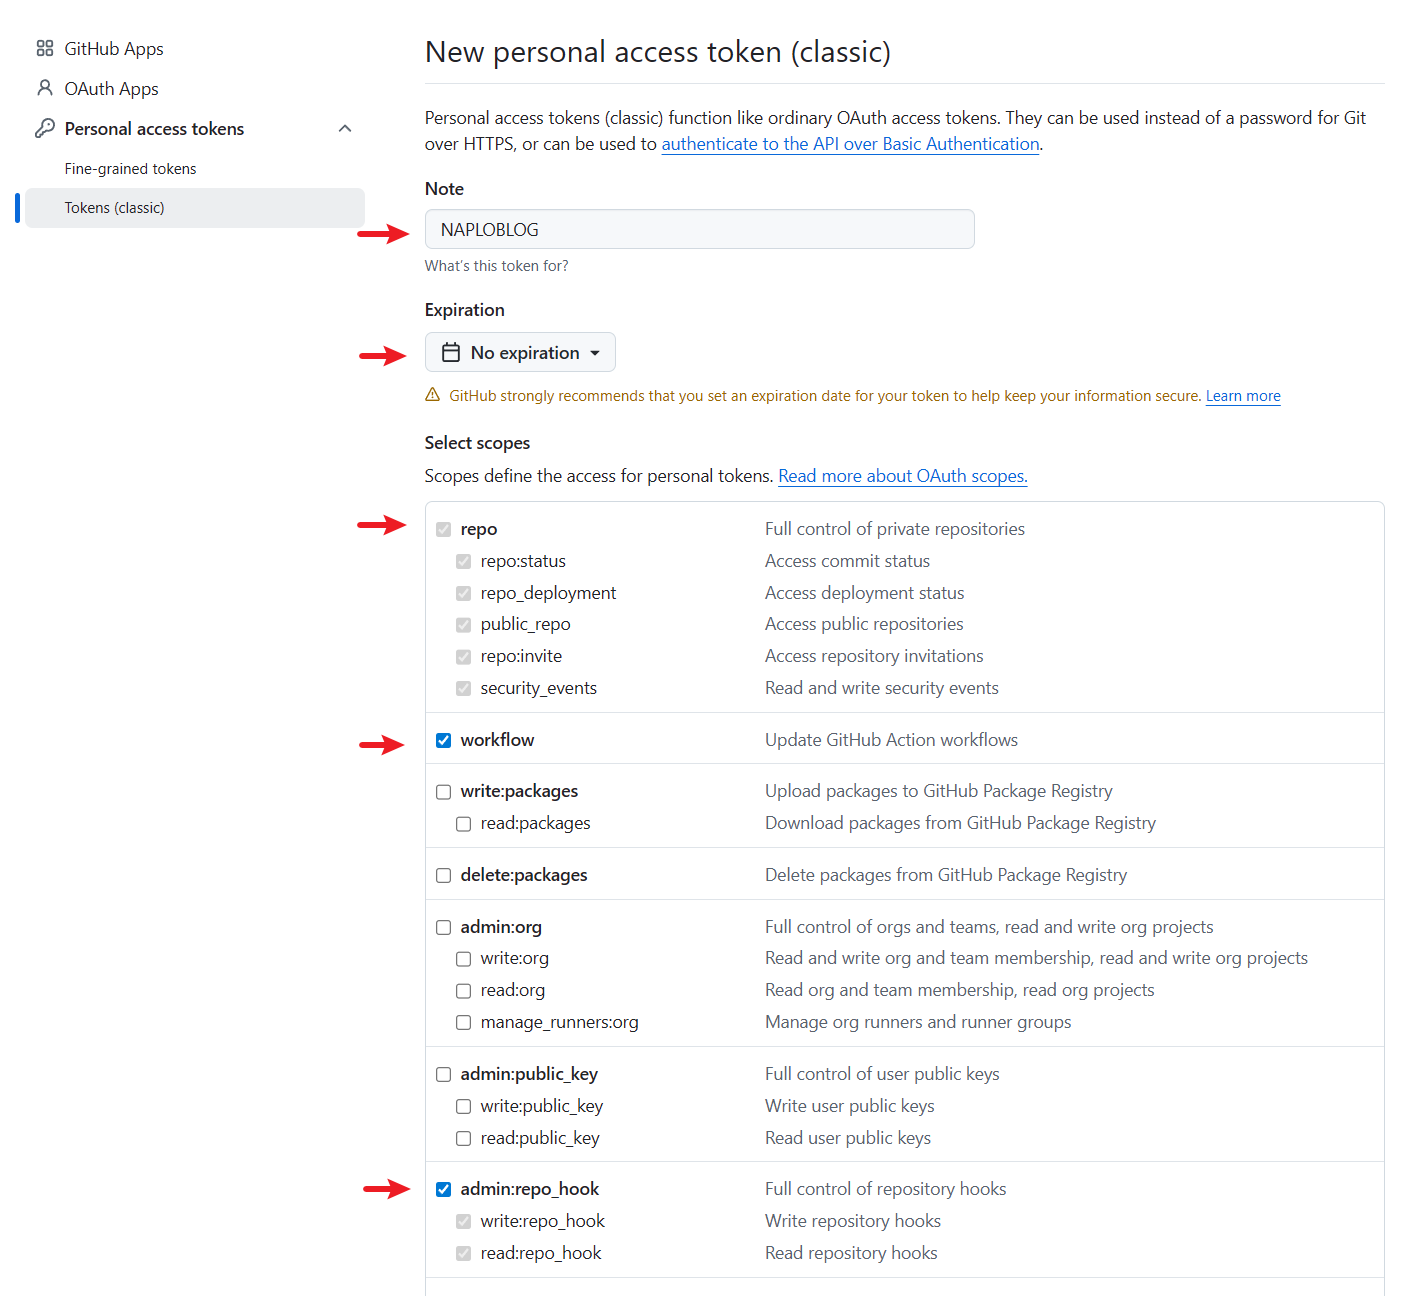 GitHub Apps
OAuth Apps
Personal access tokens
Fine-grained tokens
Tokens (classic)
New personal access token (classic)
Personal access tokens (classic) function like ordinary OAuth access tokens. They can be used instead of a password for Git
over HTTPS, or can be used to authenticate to the API over Basic Authentication.
Note
NAPLOBLOG
What's this token for?
Expiration
No expiration
GitHub strongly recommends that you set an expiration date for your token to help keep your information secure. Learn more
Select scopes
Scopes define the access for personal tokens. Read more about OAuth scopes.
repo Full control of private repositories
repo:status Access commit status
repo_deployment Access deployment status
public_repo Access public repositories
repo:invite Access repository invitations
security_events Read and write security events
workflow Update GitHub Action workflows
write:packages Upload packages to GitHub Package Registry
read:packages Download packages from GitHub Package Registry
delete:packages Delete packages from GitHub Package Registry
admin:org Full control of orgs and teams, read and write org projects
write:org Read and write org and team membership, read and write org projects
read:org Read org and team membership, read org projects
manage_runners:org Manage org runners and runner groups
admin:public_key Full control of user public keys
write:public_key Write user public keys
read:public_key Read user public keys
admin:repo_hook Full control of repository hooks
write:repo_hook Write repository hooks
read:repo_hook Read repository hooks